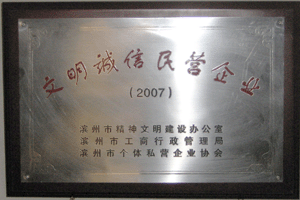 文明诚信民营企业
(2007)
滨州市精神文明建设办公室
滨州市工商行政管理局
滨州市个体私营企业协会